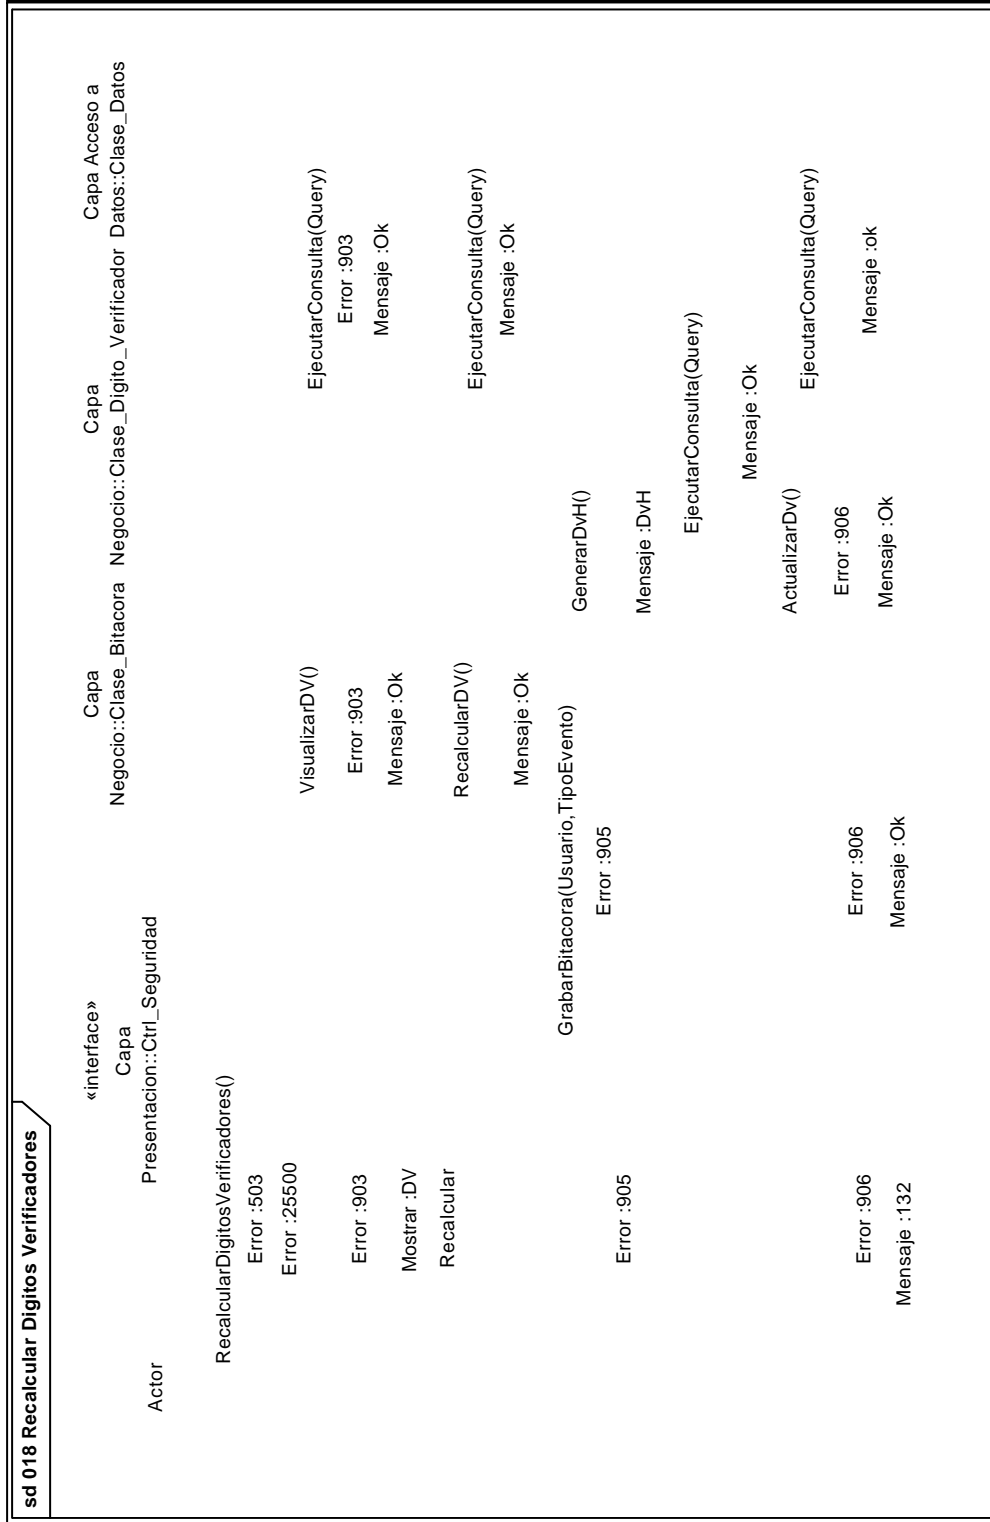 sd 018 Recalcular Digitos Verificadores
Actor
«interface»
Capa
Presentacion::Ctrl_Seguridad
Capa
Negocio::Clase_Bitacora
Capa
Negocio::Clase_Digito_Verificador
Capa Acceso a
Datos::Clase_Datos
RecalcularDigitosVerificadores()
Error :503
Error :25500
VisualizarDV()
EjecutarConsulta(Query)
Error :903
Error :903
Error :903
Mensaje :Ok
Mensaje :Ok
Mostrar :DV
Recalcular
RecalcularDV()
EjecutarConsulta(Query)
Mensaje :Ok
Mensaje :Ok
GrabarBitacora(Usuario,TipoEvento)
GenerarDvH()
Error :905
Error :905
Mensaje :DvH
EjecutarConsulta(Query)
Mensaje :Ok
ActualizarDv()
EjecutarConsulta(Query)
Error :906
Error :906
Error :906
Mensaje :ok
Mensaje :Ok
Mensaje :Ok
Mensaje :132